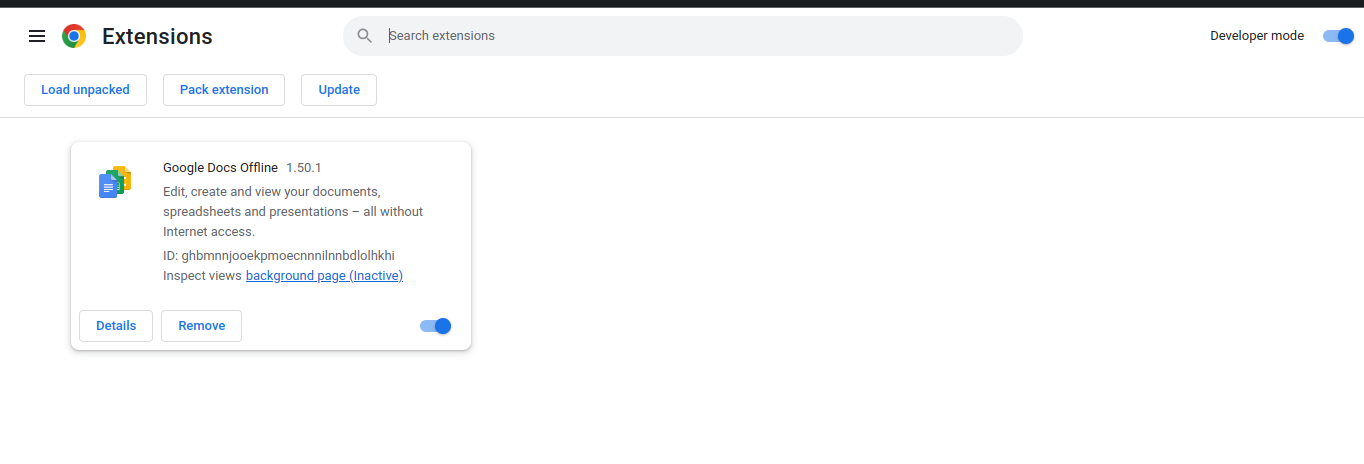 Extensions
Search extensions
Developer mode
Load unpacked
Pack extension
Update
Google Docs Offline 1.50.1
Edit, create and view your documents,
spreadsheets and presentations – all without
Internet access.
ID: ghbmnnjooekpmoecnnnilnnbdlolhkhi
Inspect views background page (Inactive)
Details
Remove